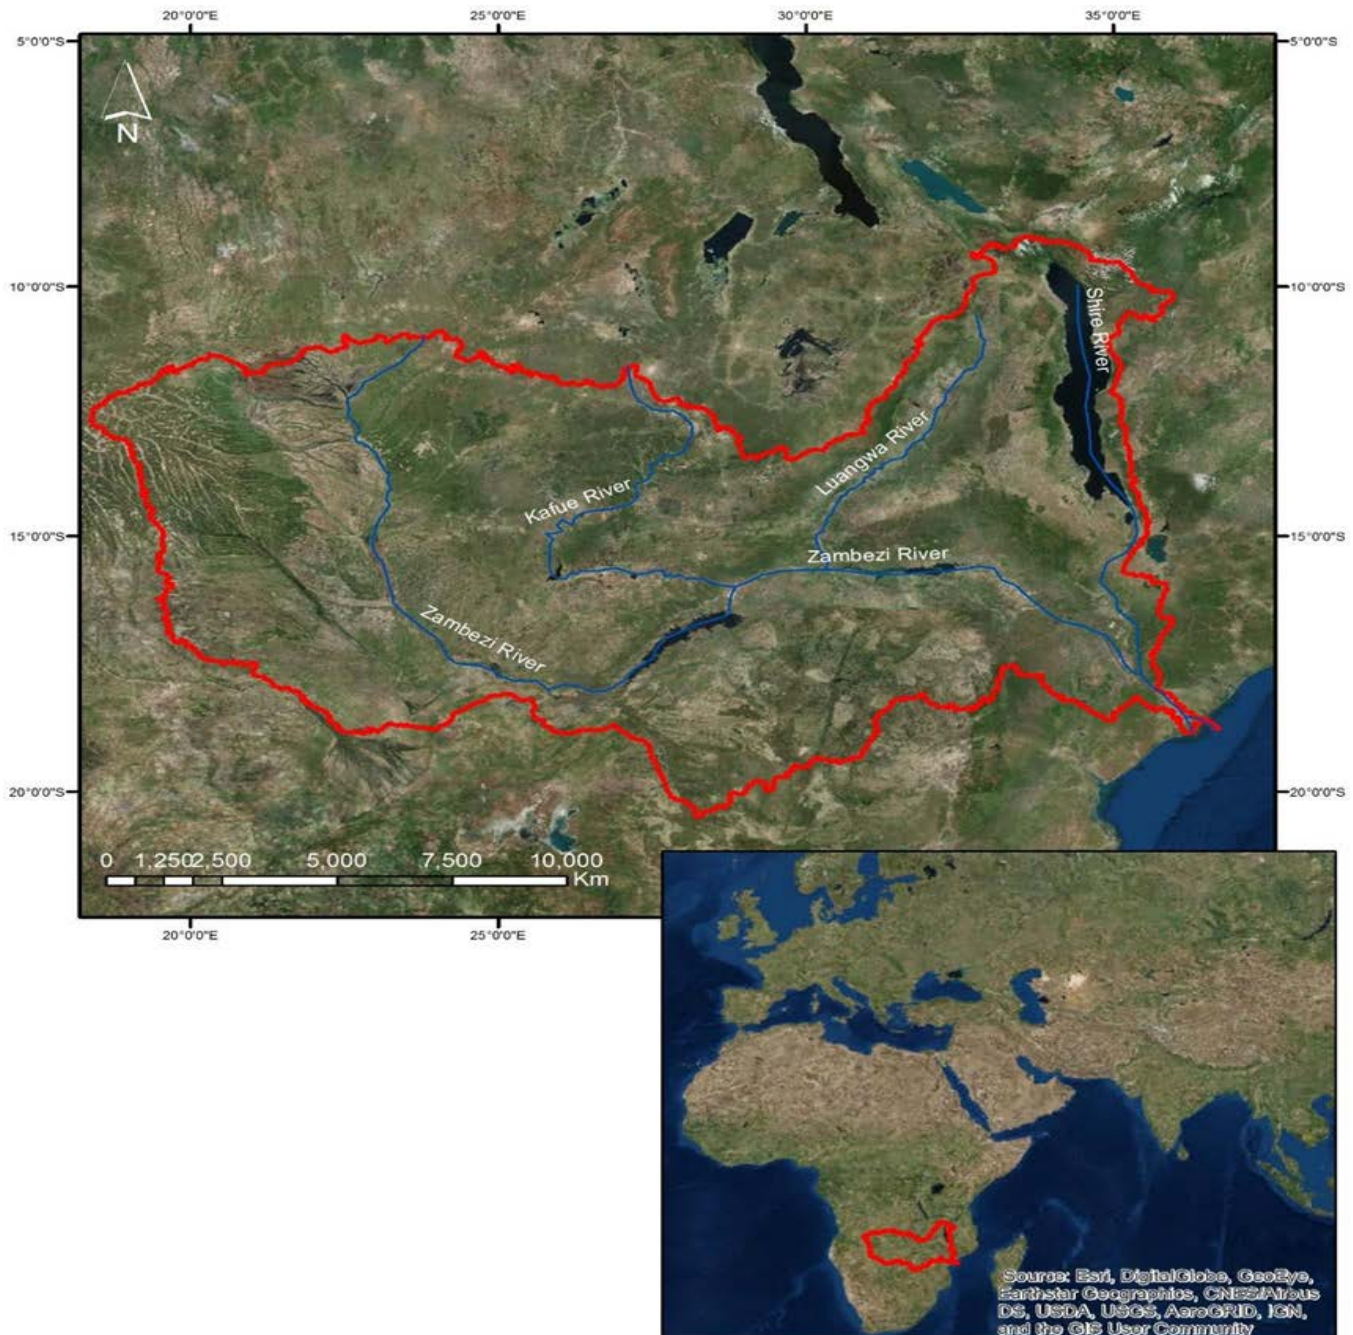 20°0'0"E 25°0'0"E 30°0'0"E 35°0'0"E
5°0'0"S 5°0'0"S
N
10°0'0"S 10°0'0"S
Shire River
Luangwa River
Kafue River
15°0'0"S 15°0'0"S
Zambezi River
Zambezi River
20°0'0"S 20°0'0"S
0 1,250 2,500 5,000 7,500 10,000
Km
20°0'0"E 25°0'0"E
Source: Esri, DigitalGlobe, GeoEye,
Earthstar Geographics, CNES/Airbus
DS, USDA, USGS, AeroGRID, IGN,
and the GIS User Community